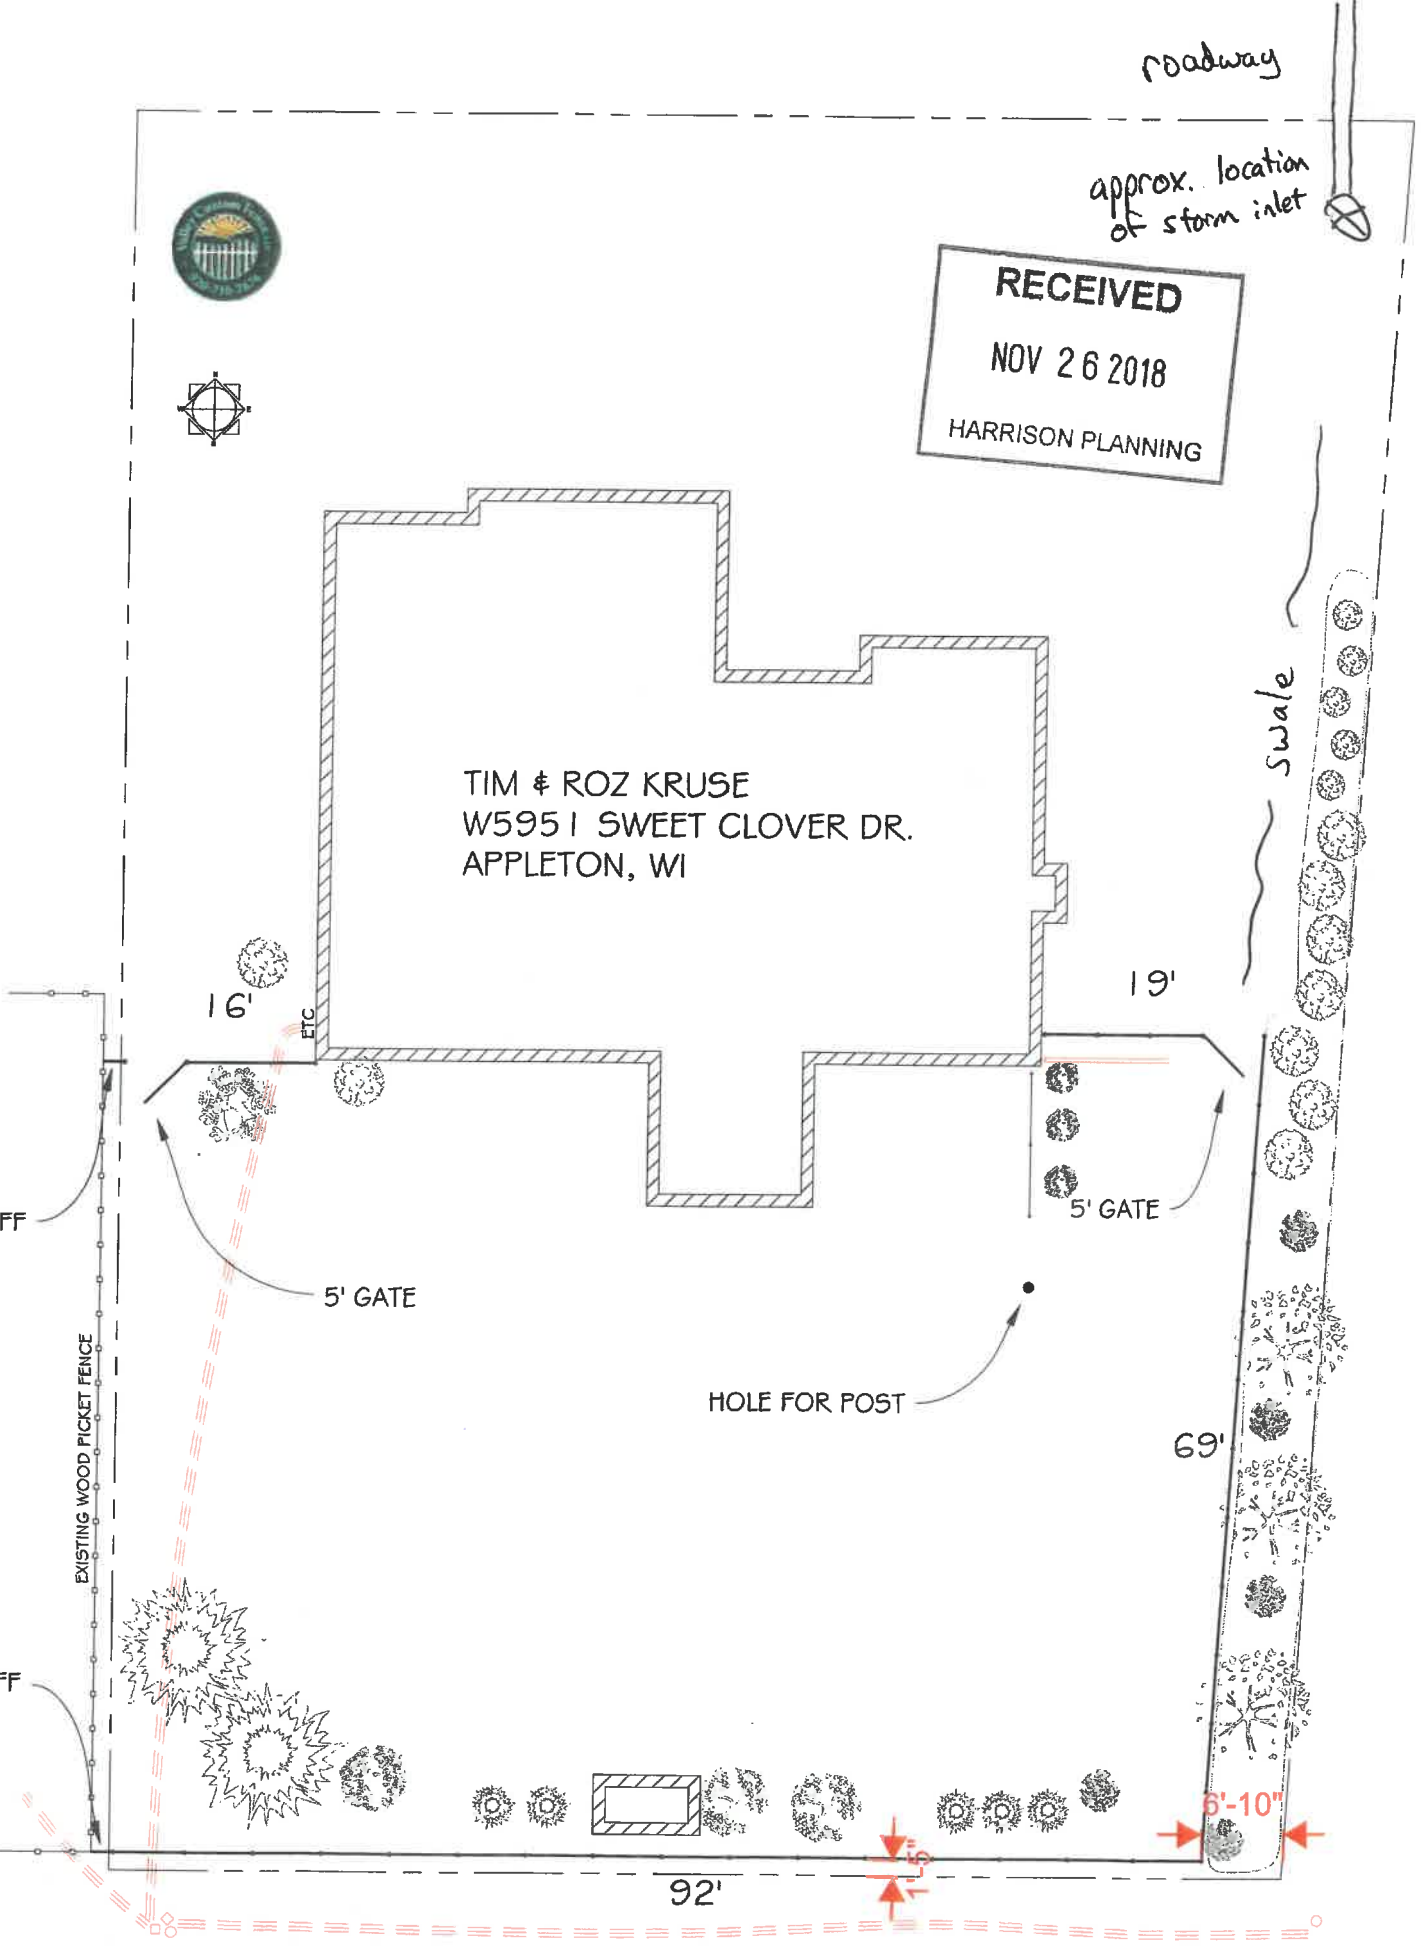 roadway
approx. location
of storm inlet
RECEIVED
NOV 26 2018
HARRISON PLANNING
N
W E
S
Swale
TIM & ROZ KRUSE
W5951 SWEET CLOVER DR.
APPLETON, WI
16'
ETC
19'
FF
5' GATE
5' GATE
HOLE FOR POST
EXISTING WOOD PICKET FENCE
69'
FF
6'-10"
1'-5"
92'